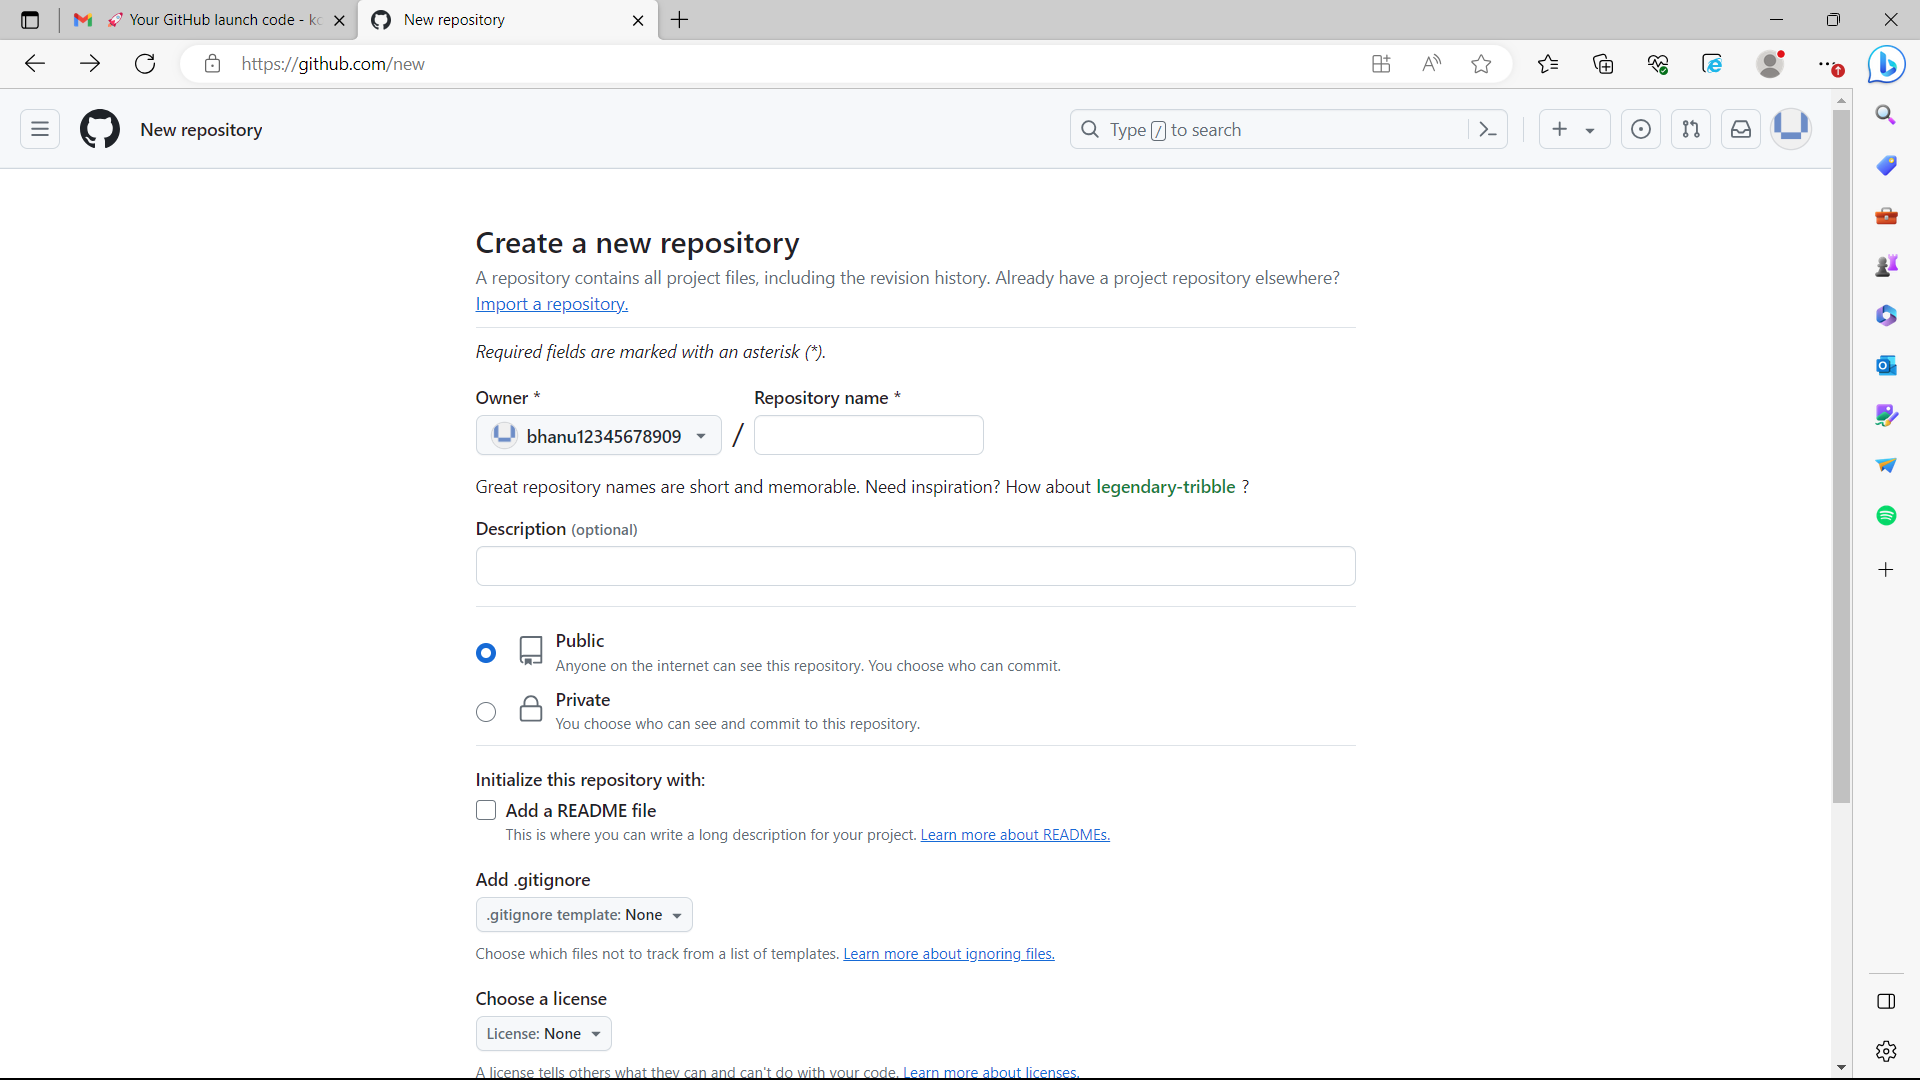 🚀 Your GitHub launch code - ko
New repository
https://github.com/new
New repository
Type / to search
Create a new repository
A repository contains all project files, including the revision history. Already have a project repository elsewhere?
Import a repository.
Required fields are marked with an asterisk (*).
Owner *
Repository name *
bhanu12345678909
/
Great repository names are short and memorable. Need inspiration? How about legendary-tribble ?
Description (optional)
Public
Anyone on the internet can see this repository. You choose who can commit.
Private
You choose who can see and commit to this repository.
Initialize this repository with:
Add a README file
This is where you can write a long description for your project. Learn more about READMEs.
Add .gitignore
.gitignore template: None
Choose which files not to track from a list of templates. Learn more about ignoring files.
Choose a license
License: None
A license tells others what they can and can't do with your code. Learn more about licenses.